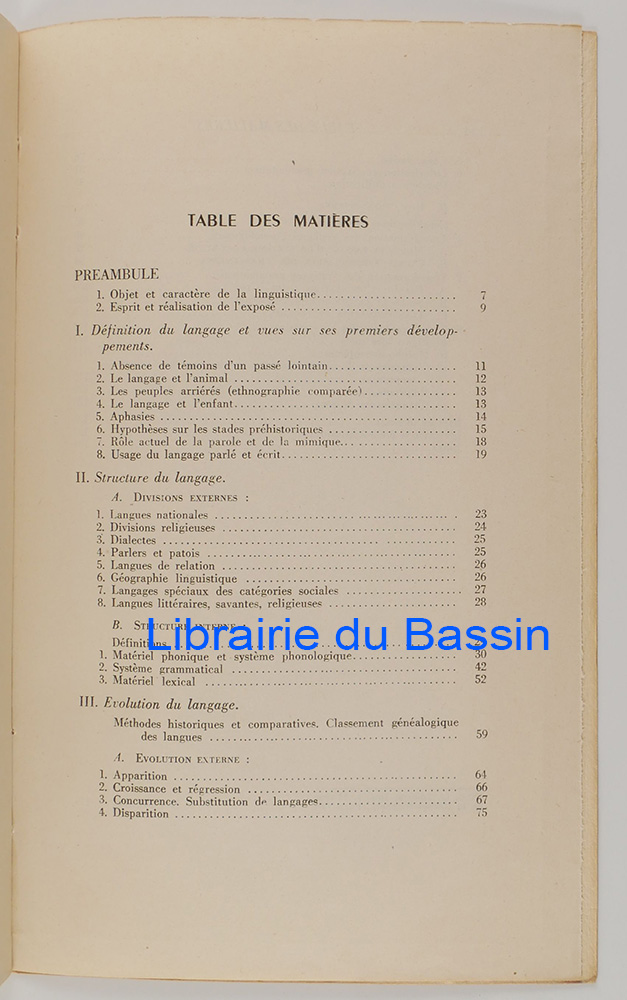 TABLE DES MATIÈRES
PREAMBULE
1. Objet et caractère de la linguistique........................ 7
2. Esprit et réalisation de l'exposé .............................. 9
I. Définition du langage et vues sur ses premiers dévelop-
pements.
1. Absence de témoins d'un passé lointain...................... 11
2. Le langage et l'animal ...................................... 12
3. Les peuples arriérés (ethnographie comparée)................ 13
4. Le langage et l'enfant...................................... 13
5. Aphasies ................................................... 14
6. Hypothèses sur les stades préhistoriques ...................... 15
7. Rôle actuel de la parole et de la mimique.................... 18
8. Usage du langage parlé et écrit.............................. 19
II. Structure du langage.
A. DIVISIONS EXTERNES :
1. Langues nationales ......................................... 23
2. Divisions religieuses ........................................ 24
3. Dialectes .................................................. 25
4. Parlers et patois ........................................... 25
5. Langues de relation ........................................ 26
6. Géographie linguistique .................................... 26
7. Langages spéciaux des catégories sociales .................... 27
8. Langues littéraires, savantes, religieuses ...................... 28
B. STRUCTURE INTERNE :
Librairie du Bassin
Définitions
1. Matériel phonique et système phonologique.................. 30
2. Système grammatical ....................................... 42
3. Matériel lexical ........................................... 52
III. Evolution du langage.
Méthodes historiques et comparatives. Classement généalogique
des langues .......................................... 59
A. EVOLUTION EXTERNE :
1. Apparition ................................................ 64
2. Croissance et régression .................................... 66
3. Concurrence. Substitution de langages........................ 67
4. Disparition ................................................ 75